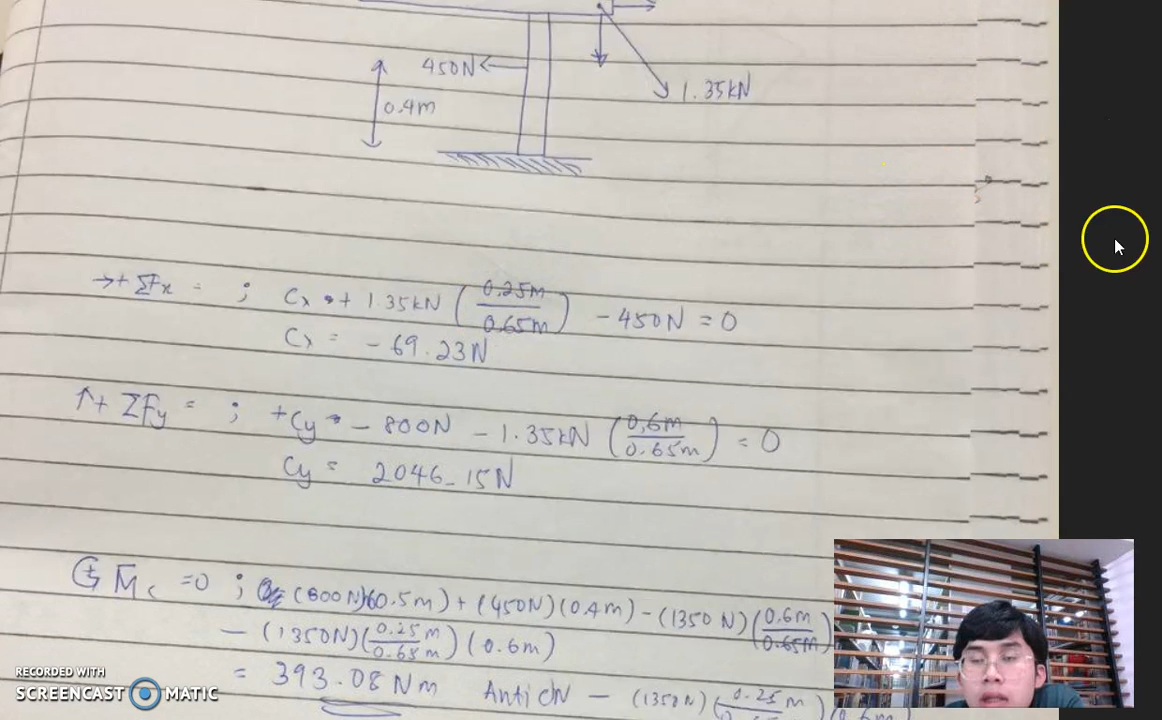 450N
0.4m
1.35kN
→+ ΣFx = ; Cx + 1.35kN (0.25m/0.65m) - 450N = 0
Cx = -69.23N
↑+ ΣFy = ; +Cy - 800N - 1.35kN (0,6m/0.65m) = 0
Cy = 2046.15N
Mc =0 ; (800N)(0.5m) + (450N)(0.4m) - (1350N)(0.6m/0.65m)
- (1350N)(0.25m/0.65m)(0.6m)
= 393.08 Nm Anti - (1350N)(0.25m
RECORDED WITH
SCREENCAST MATIC